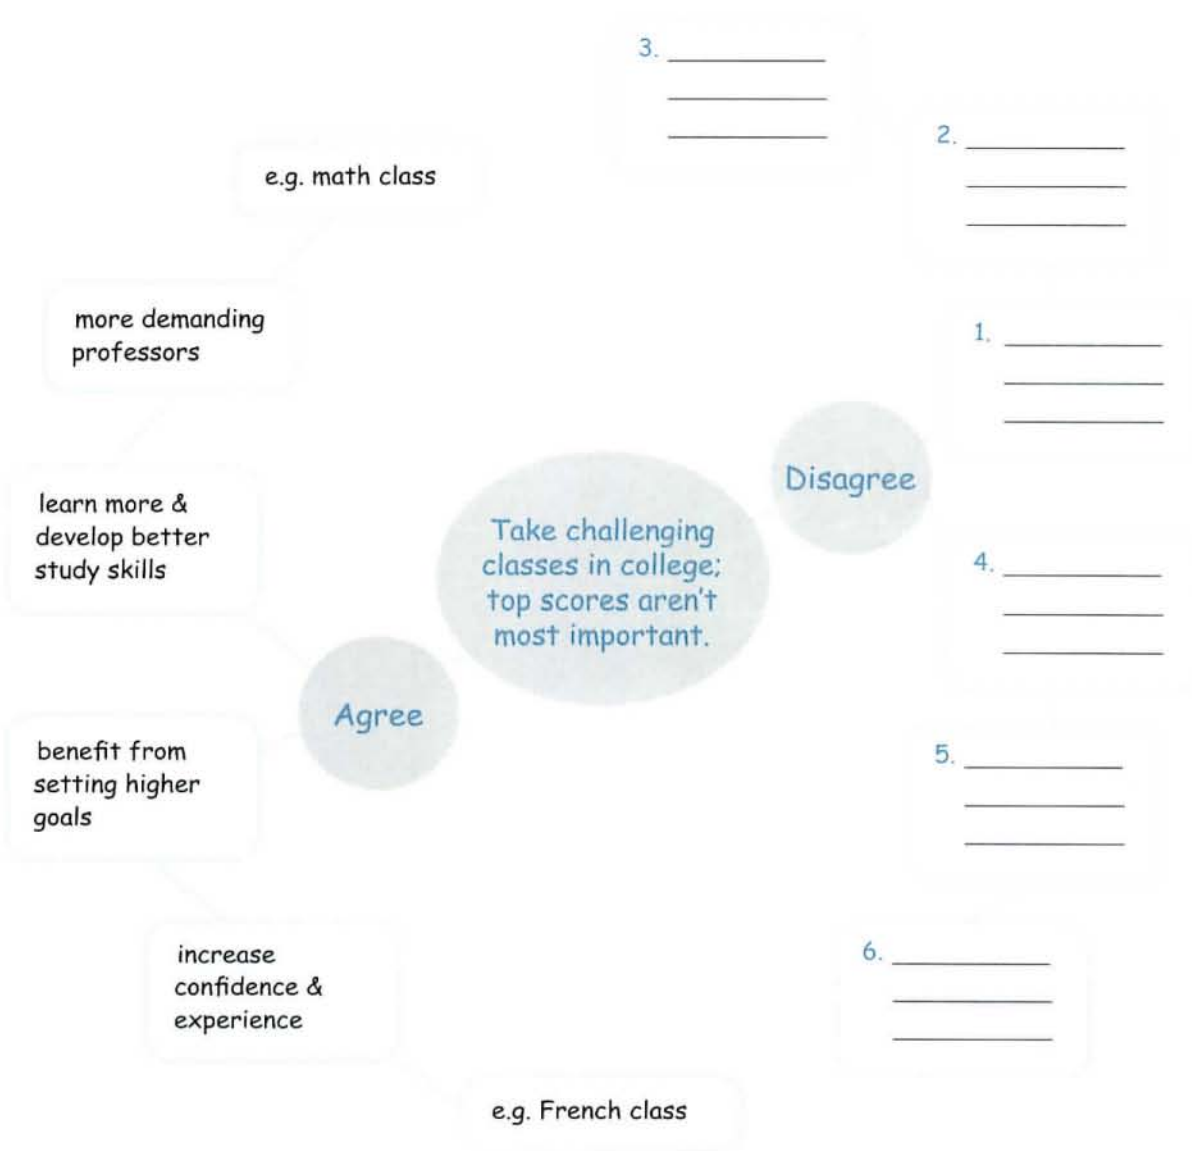 3.
2.
e.g. math class
more demanding
professors
1.
Disagree
learn more &
develop better
study skills
Take challenging
classes in college;
top scores aren't
most important.
4.
Agree
benefit from
setting higher
goals
5.
increase
confidence &
experience
6.
e.g. French class